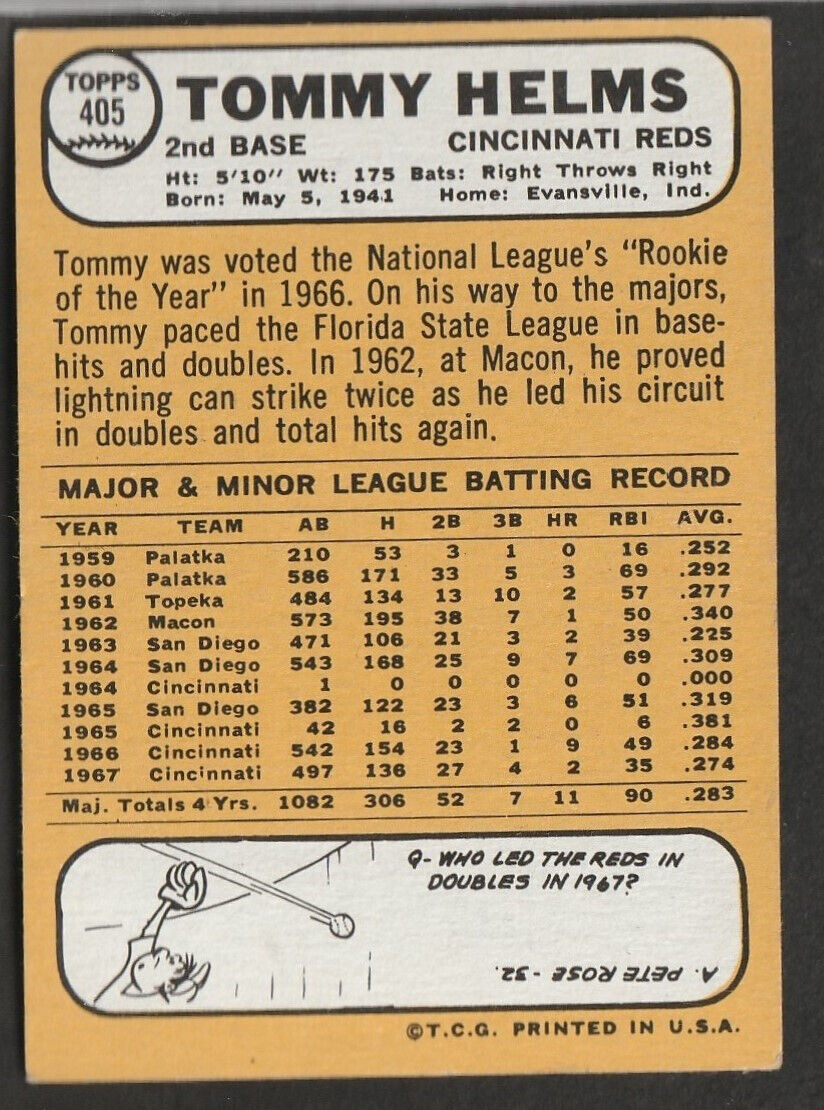 TOPPS
405
TOMMY HELMS
2nd BASE CINCINNATI REDS
Ht: 5'10" Wt: 175 Bats: Right Throws Right
Born: May 5, 1941 Home: Evansville, Ind.
Tommy was voted the National League's "Rookie
of the Year" in 1966. On his way to the majors,
Tommy paced the Florida State League in base-
hits and doubles. In 1962, at Macon, he proved
lightning can strike twice as he led his circuit
in doubles and total hits again.
MAJOR & MINOR LEAGUE BATTING RECORD
YEAR TEAM AB H 2B 3B HR RBI AVG.
1959 Palatka 210 53 3 1 0 16 .252
1960 Palatka 586 171 33 5 3 69 .292
1961 Topeka 484 134 13 10 2 57 .277
1962 Macon 573 195 38 7 1 50 .340
1963 San Diego 471 106 21 3 2 39 .225
1964 San Diego 543 168 25 9 7 69 .309
1964 Cincinnati 1 0 0 0 0 0 .000
1965 San Diego 382 122 23 3 6 51 .319
1965 Cincinnati 42 16 2 2 0 6 .381
1966 Cincinnati 542 154 23 1 9 49 .284
1967 Cincinnati 497 136 27 4 2 35 .274
Maj. Totals 4 Yrs. 1082 306 52 7 11 90 .283
Q- WHO LED THE REDS IN
DOUBLES IN 1967?
A. PETE ROSE - 32.
©T.C.G. PRINTED IN U.S.A.